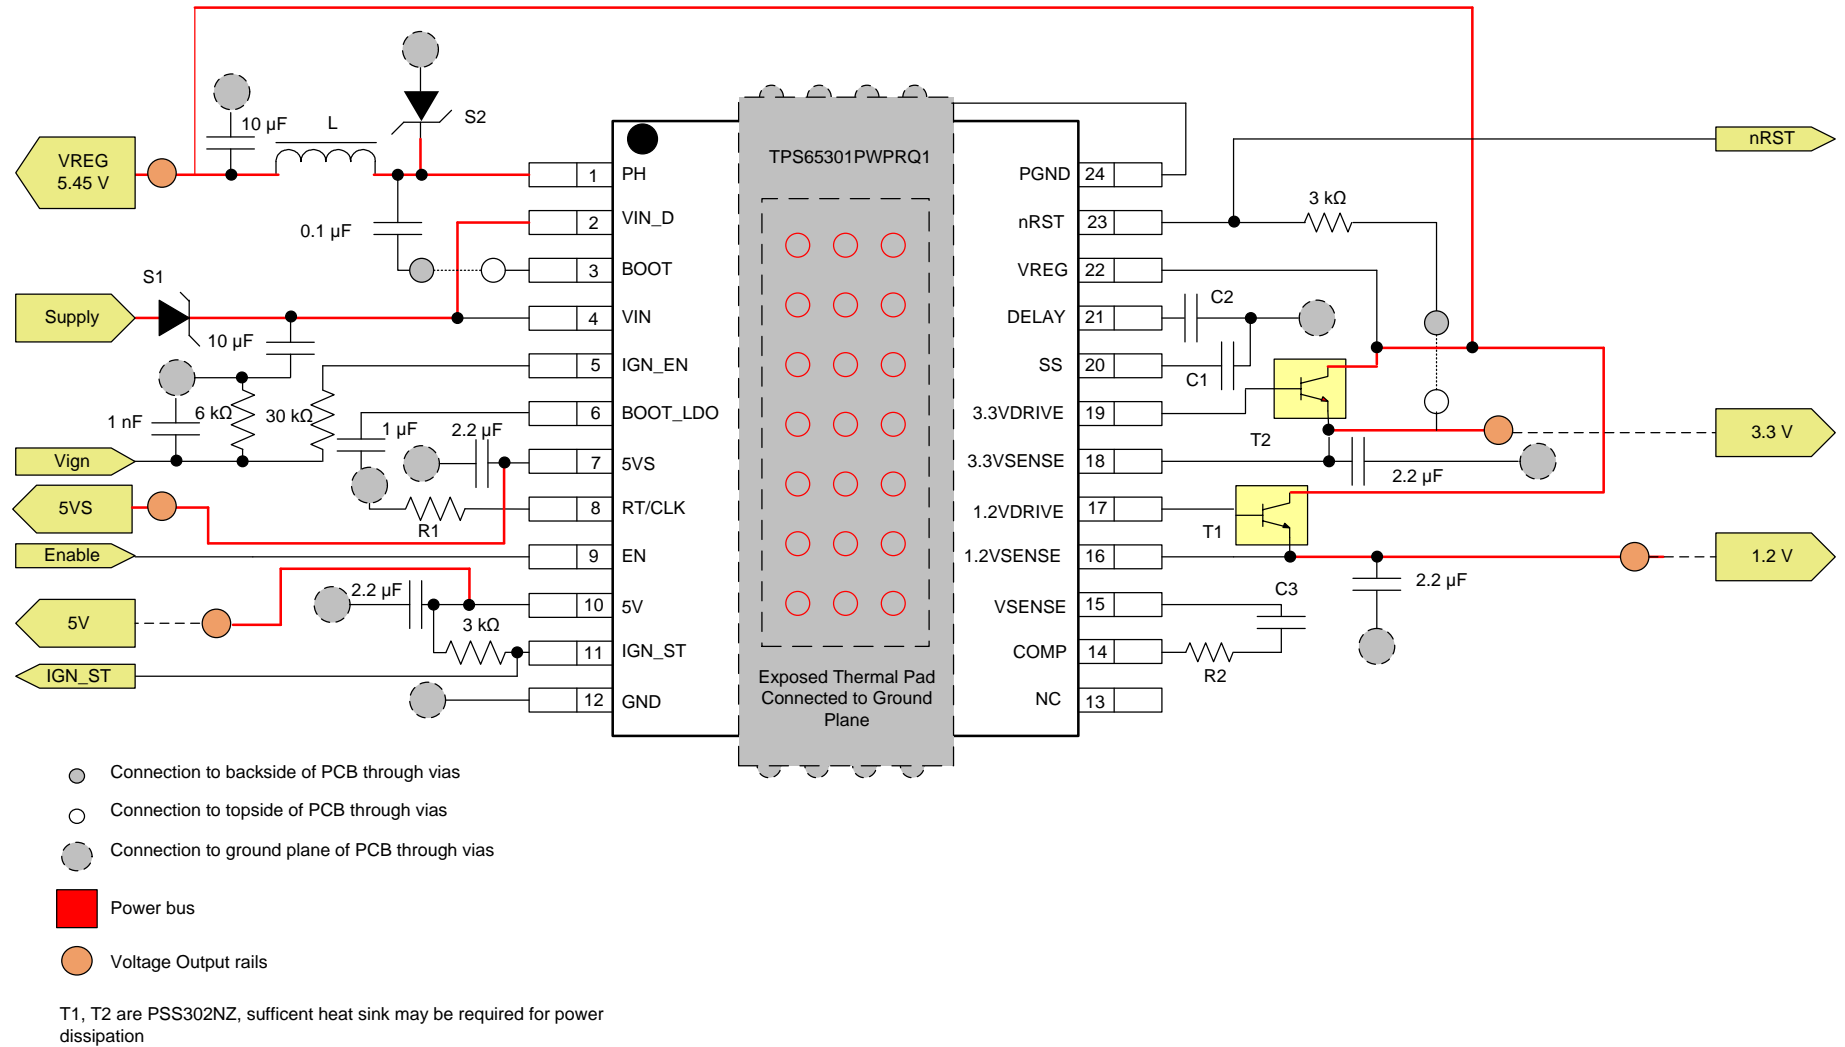 10 µF
L
S2
VREG
5.45 V
0.1 µF
S1
Supply
10 µF
1 nF
6 kΩ
30 kΩ
1 µF
2.2 µF
Vign
5VS
R1
Enable
2.2 µF
5V
3 kΩ
IGN_ST
1 PH
2 VIN_D
3 BOOT
4 VIN
5 IGN_EN
6 BOOT_LDO
7 5VS
8 RT/CLK
9 EN
10 5V
11 IGN_ST
12 GND
TPS65301PWPRQ1
Exposed Thermal Pad
Connected to Ground
Plane
PGND 24
nRST 23
VREG 22
DELAY 21
SS 20
3.3VDRIVE 19
3.3VSENSE 18
1.2VDRIVE 17
1.2VSENSE 16
VSENSE 15
COMP 14
NC 13
nRST
3 kΩ
C2
C1
T2
3.3 V
2.2 µF
T1
1.2 V
2.2 µF
C3
R2
Connection to backside of PCB through vias
Connection to topside of PCB through vias
Connection to ground plane of PCB through vias
Power bus
Voltage Output rails
T1, T2 are PSS302NZ, sufficent heat sink may be required for power
dissipation